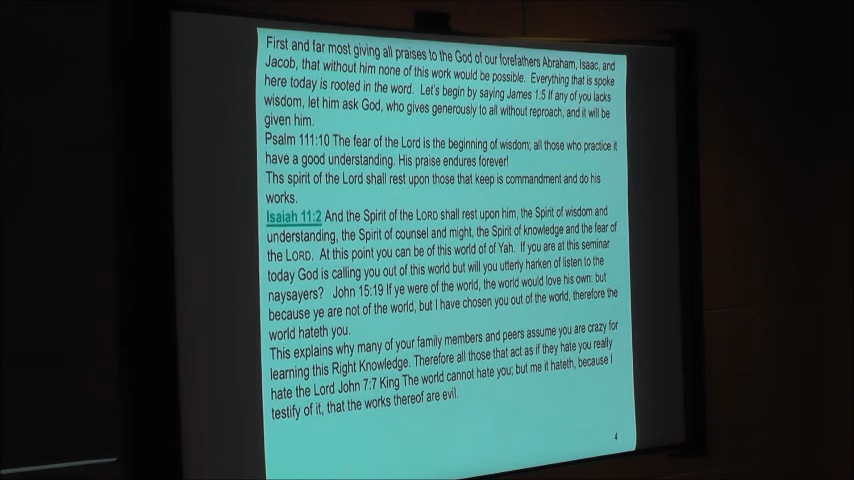 First and far most giving all praises to the God of our forefathers Abraham, Isaac, and
Jacob, that without him none of this work would be possible. Everything that is spoke
here today is rooted in the word. Let's begin by saying James 1:5 If any of you lacks
wisdom, let him ask God, who gives generously to all without reproach, and it will be
given him.
Psalm 111:10 The fear of the Lord is the beginning of wisdom; all those who practice it
have a good understanding. His praise endures forever!
Ths spirit of the Lord shall rest upon those that keep is commandment and do his
works.
Isaiah 11:2 And the Spirit of the LORD shall rest upon him, the Spirit of wisdom and
understanding, the Spirit of counsel and might, the Spirit of knowledge and the fear of
the LORD. At this point you can be of this world of of Yah. If you are at this seminar
today God is calling you out of this world but will you utterly harken of listen to the
naysayers? John 15:19 If ye were of the world, the world would love his own: but
because ye are not of the world, but I have chosen you out of the world, therefore the
world hateth you.
This explains why many of your family members and peers assume you are crazy for
learning this Right Knowledge. Therefore all those that act as if they hate you really
hate the Lord John 7:7 King The world cannot hate you; but me it hateth, because I
testify of it, that the works thereof are evil.
4